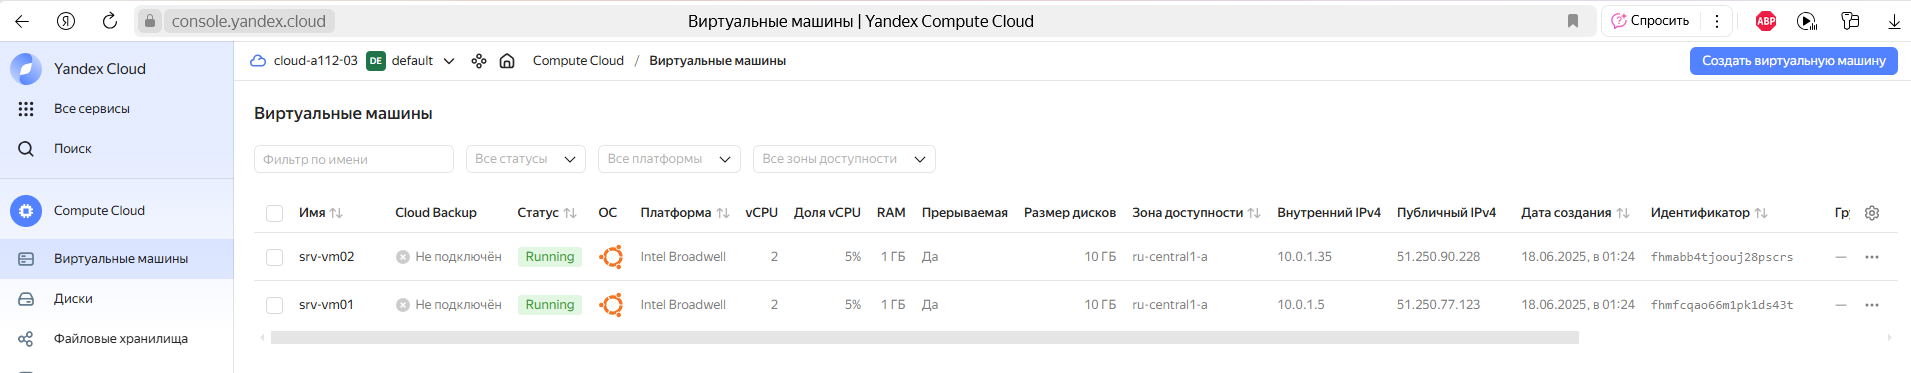 console.yandex.cloud Виртуальные машины | Yandex Compute Cloud Спросить ABP
Yandex Cloud
Все сервисы
Поиск
Compute Cloud
Виртуальные машины
Диски
Файловые хранилища
cloud-a112-03 DE default Compute Cloud / Виртуальные машины Создать виртуальную машину
Виртуальные машины
Фильтр по имени Все статусы Все платформы Все зоны доступности
Имя Cloud Backup Статус ОС Платформа vCPU Доля vCPU RAM Прерываемая Размер дисков Зона доступности Внутренний IPv4 Публичный IPv4 Дата создания Идентификатор
srv-vm02 Не подключён Running Intel Broadwell 2 5% 1 ГБ Да 10 ГБ ru-central1-a 10.0.1.35 51.250.90.228 18.06.2025, в 01:24 fhmabb4tjoouj28pscrs —
srv-vm01 Не подключён Running Intel Broadwell 2 5% 1 ГБ Да 10 ГБ ru-central1-a 10.0.1.5 51.250.77.123 18.06.2025, в 01:24 fhmfcqao66m1pk1ds43t —